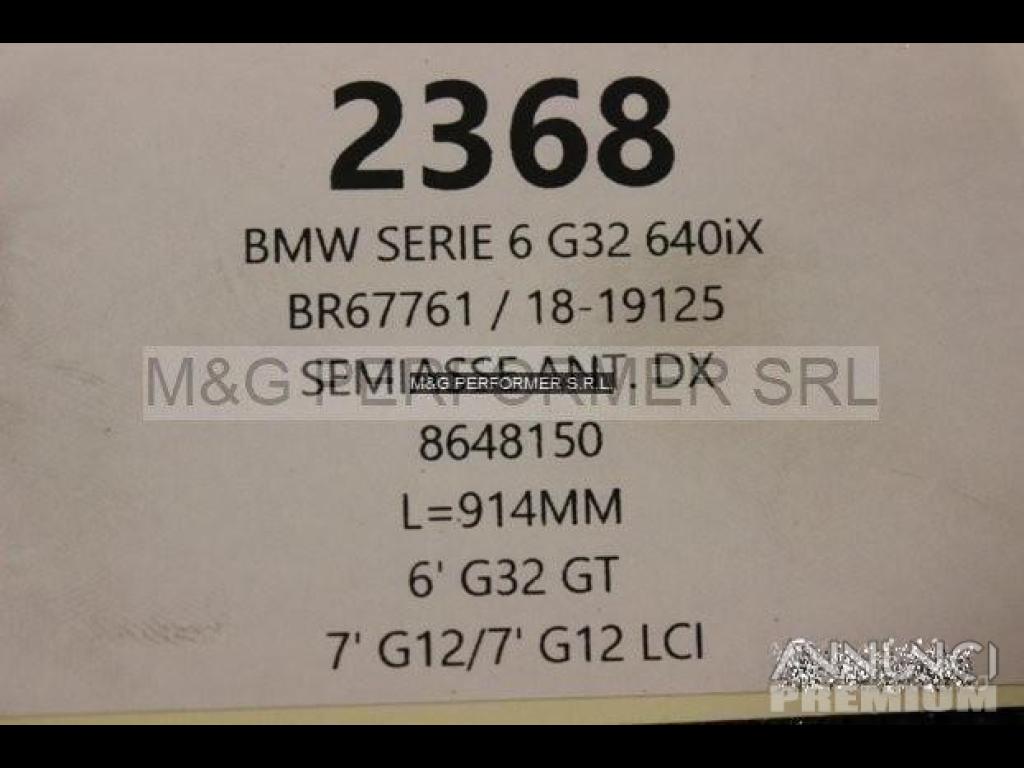 2368
BMW SERIE 6 G32 640iX
BR67761 / 18-19125
SEMIASSE ANT. DX
M&G PERFORMER SRL
M&G PERFORMER S.R.L.
8648150
L=914MM
6' G32 GT
7' G12/7' G12 LCI
ANNUNCI
PREMIUM